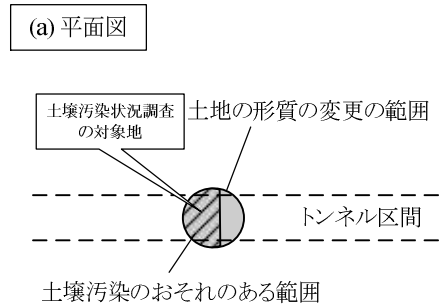 (a) 平面図
土壌汚染状況調査
の対象地
土地の形質の変更の範囲
トンネル区間
土壌汚染のおそれのある範囲